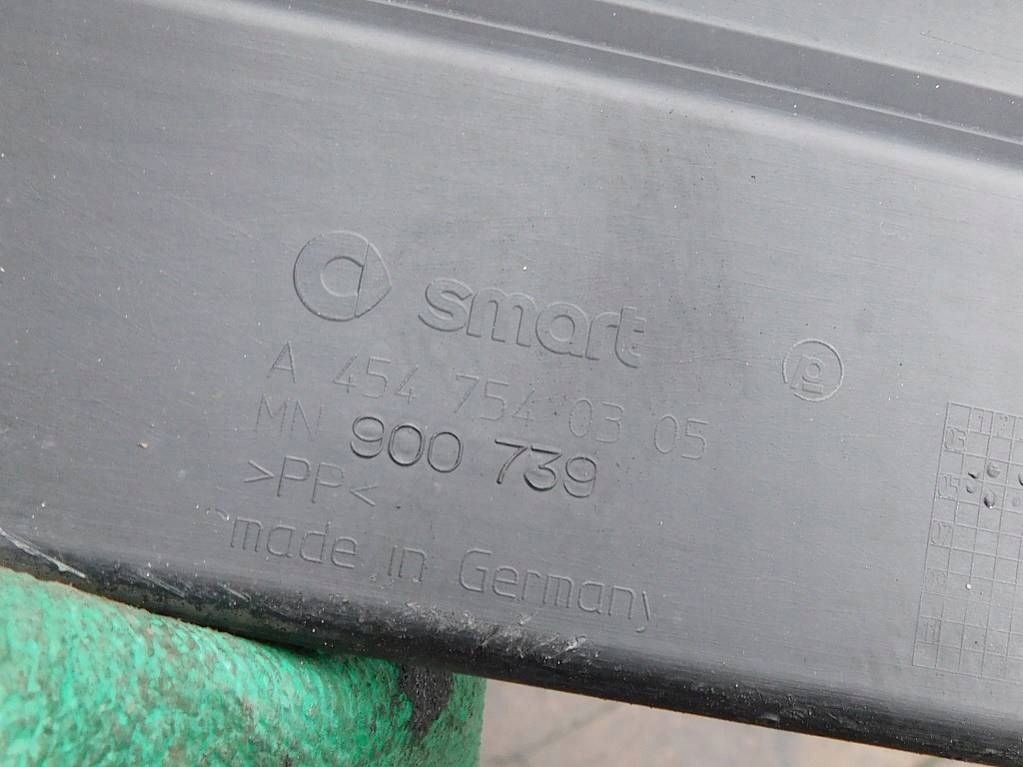 smart
A 454 754 03 05
MN 900 739
>PP<
made in Germany